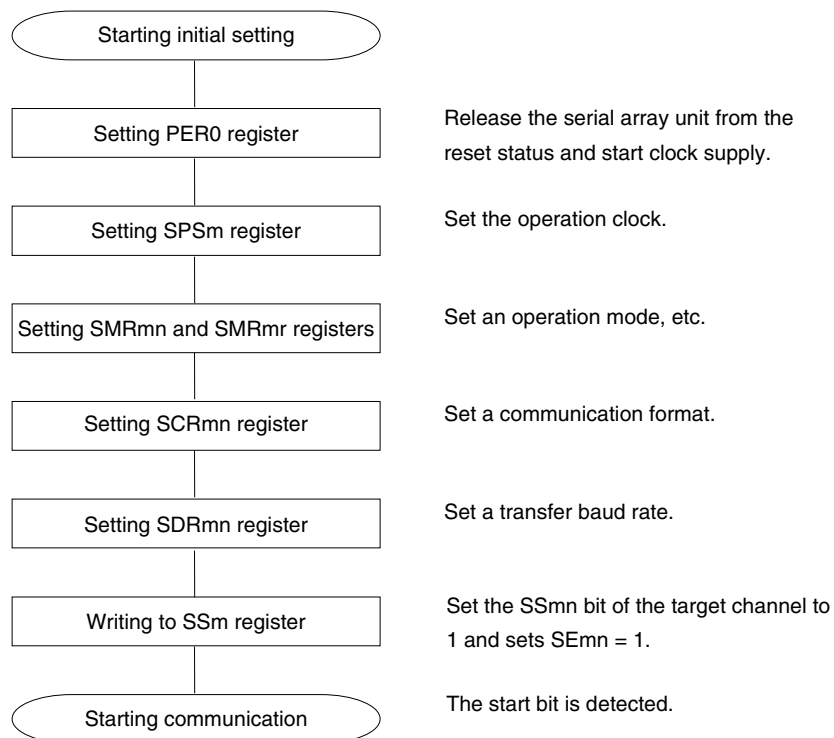 Starting initial setting
Setting PER0 register
Release the serial array unit from the
reset status and start clock supply.
Setting SPSm register
Set the operation clock.
Setting SMRmn and SMRmr registers
Set an operation mode, etc.
Setting SCRmn register
Set a communication format.
Setting SDRmn register
Set a transfer baud rate.
Writing to SSm register
Set the SSmn bit of the target channel to
1 and sets SEmn = 1.
Starting communication
The start bit is detected.